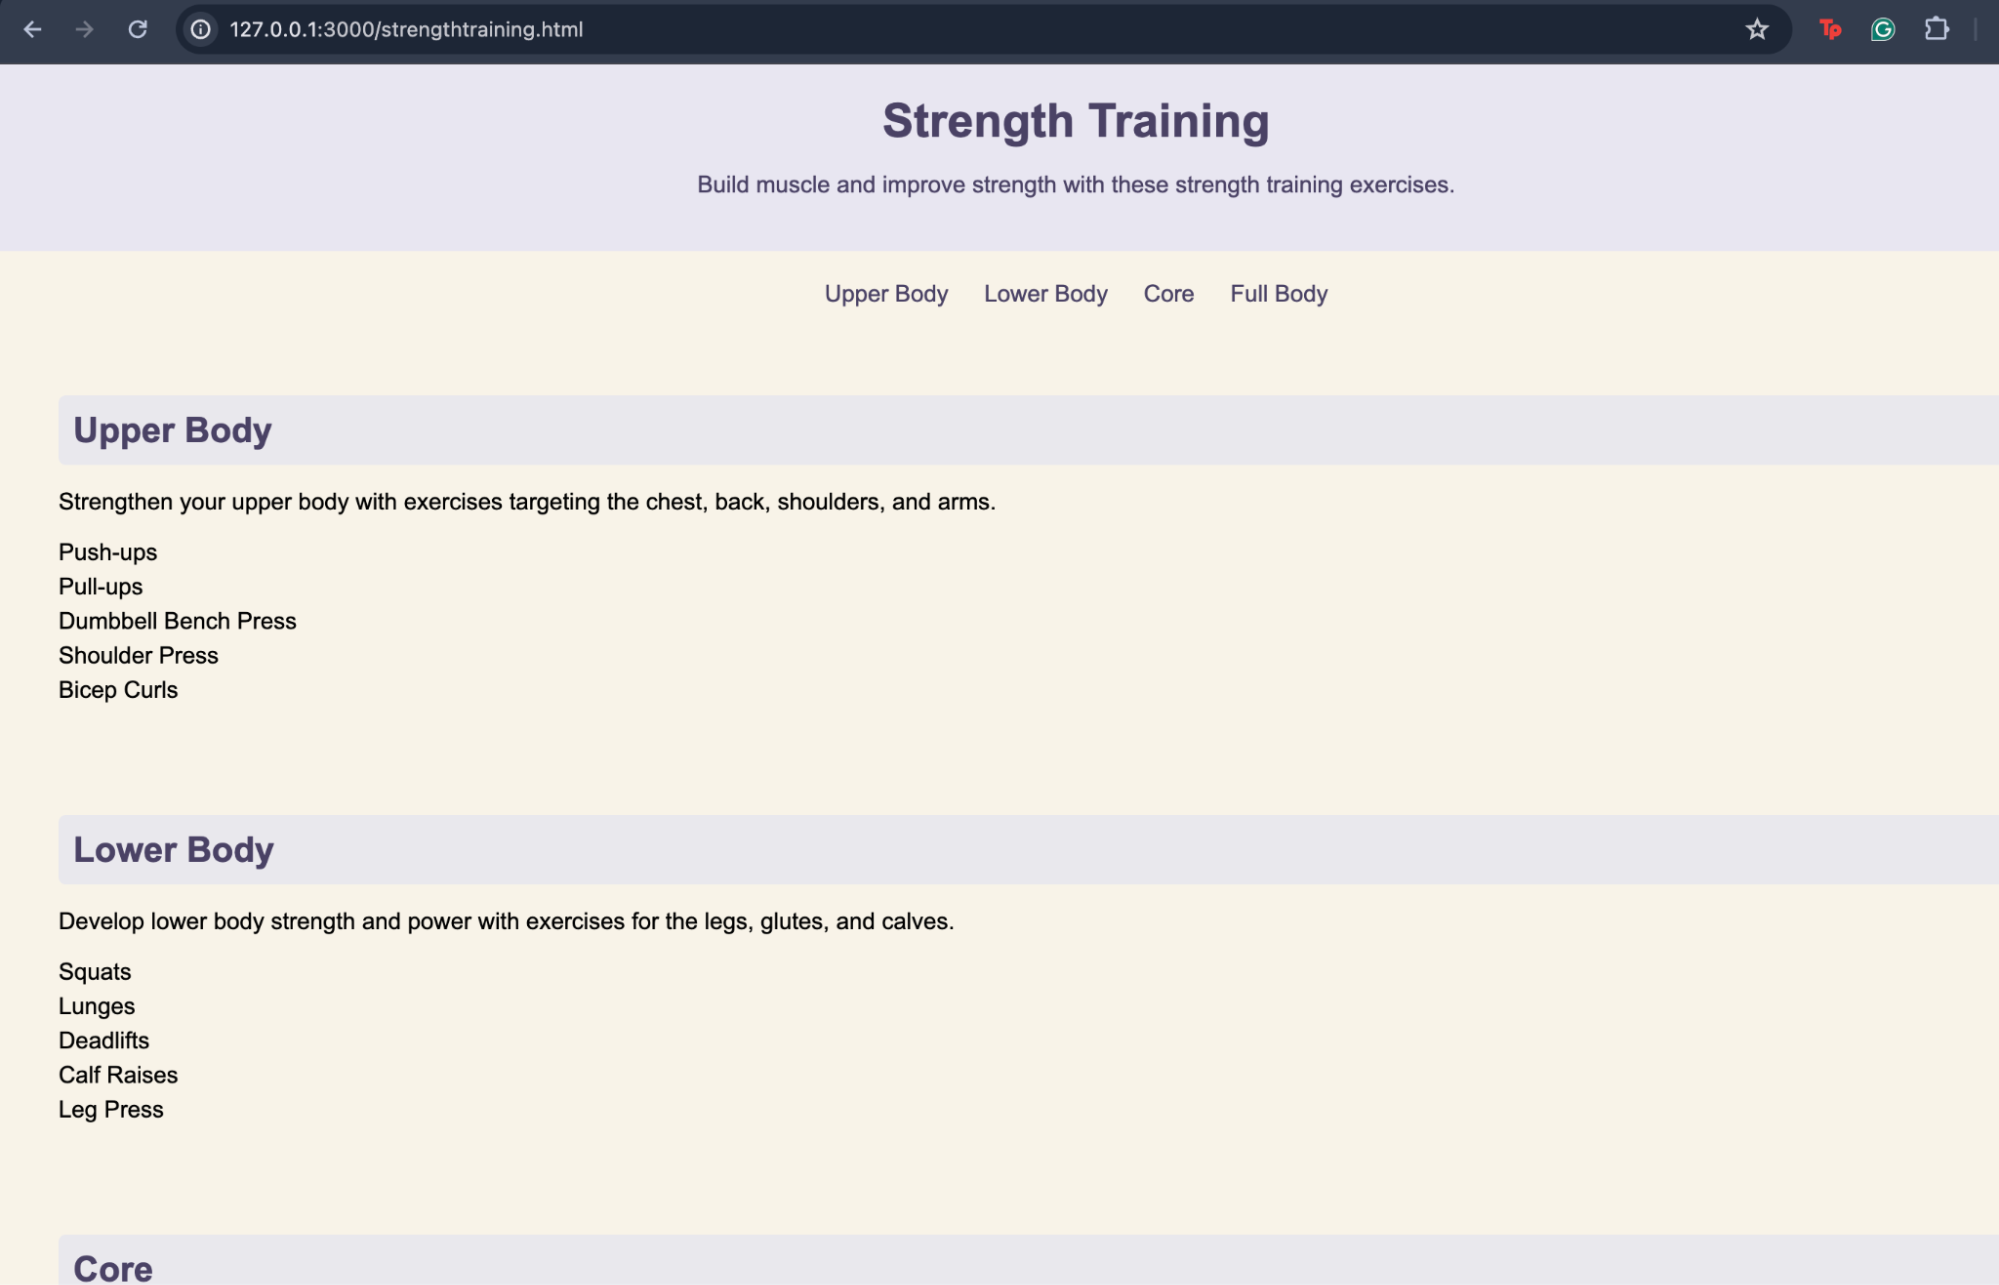 127.0.0.1:3000/strengthtraining.html
Tp
G
Strength Training
Build muscle and improve strength with these strength training exercises.
Upper Body Lower Body Core Full Body
Upper Body
Strengthen your upper body with exercises targeting the chest, back, shoulders, and arms.
Push-ups
Pull-ups
Dumbbell Bench Press
Shoulder Press
Bicep Curls
Lower Body
Develop lower body strength and power with exercises for the legs, glutes, and calves.
Squats
Lunges
Deadlifts
Calf Raises
Leg Press
Core